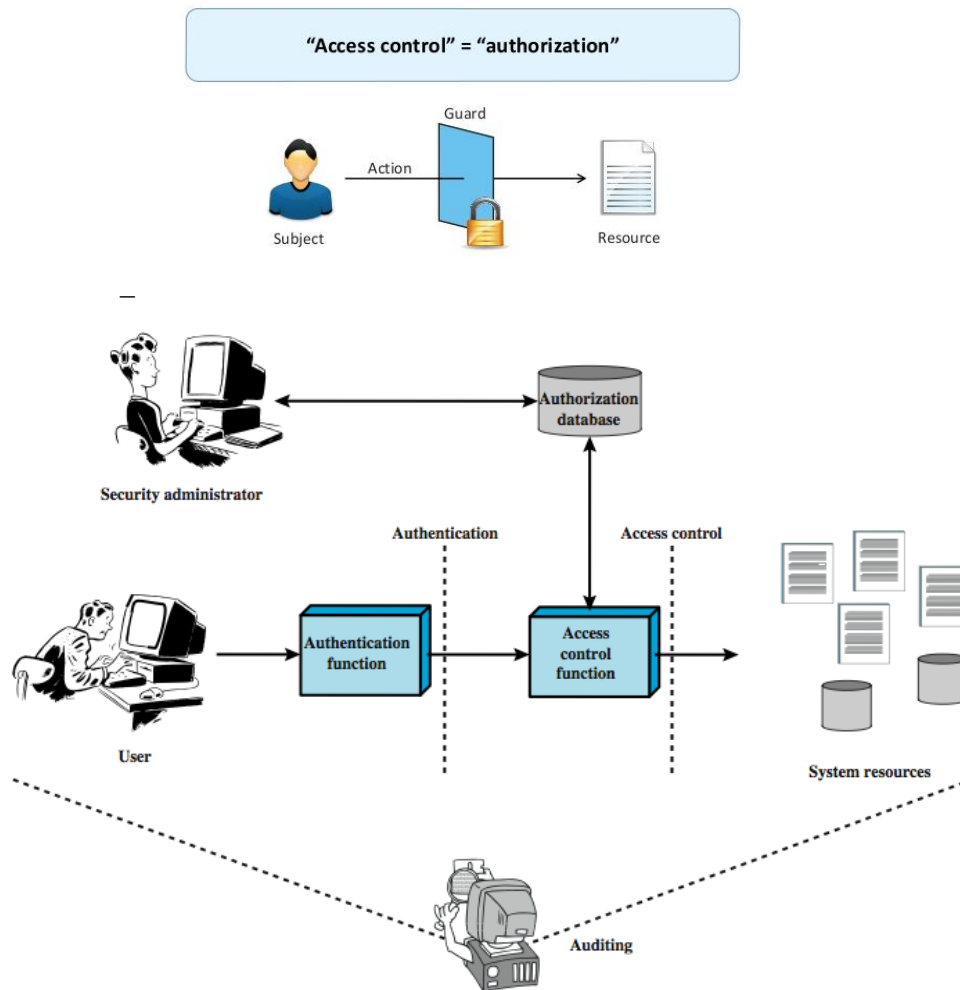 “Access control” = “authorization”
Guard
Action
Subject
Resource
Authorization
database
Security administrator
Authentication
Access control
Authentication
function
Access
control
function
User
System resources
Auditing